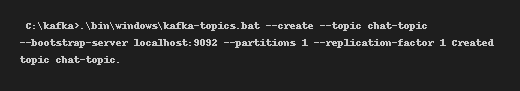 C:\kafka>.\bin\windows\kafka-topics.bat --create --topic chat-topic
--bootstrap-server localhost:9092 --partitions 1 --replication-factor 1 Created
topic chat-topic.